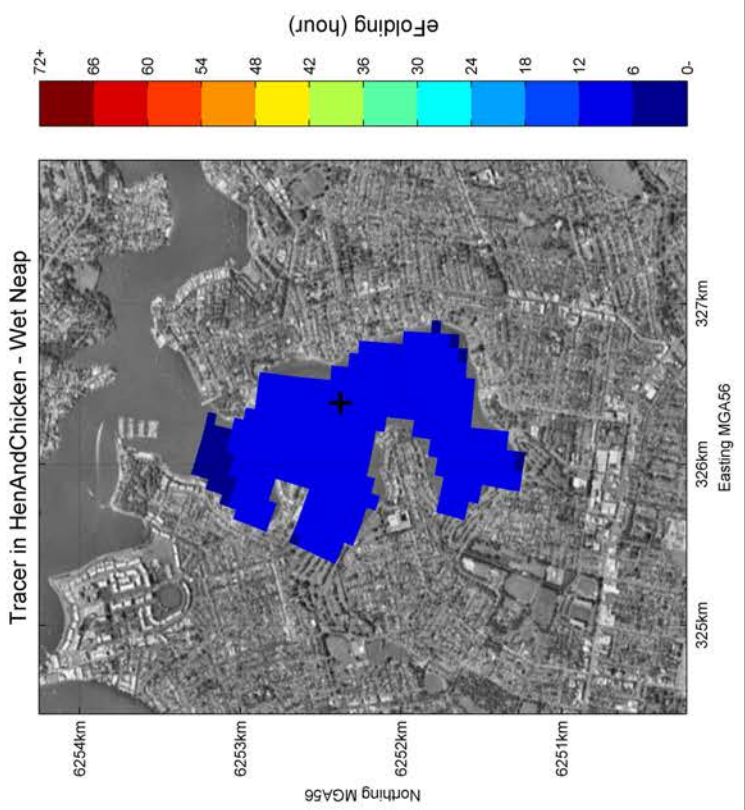 Tracer in HenAndChicken - Wet Neap
6254km
6253km
6252km
6251km
Northing MGA56
325km
326km
327km
Easting MGA56
72+
66
60
54
48
42
36
30
24
18
12
6
0-
eFolding (hour)